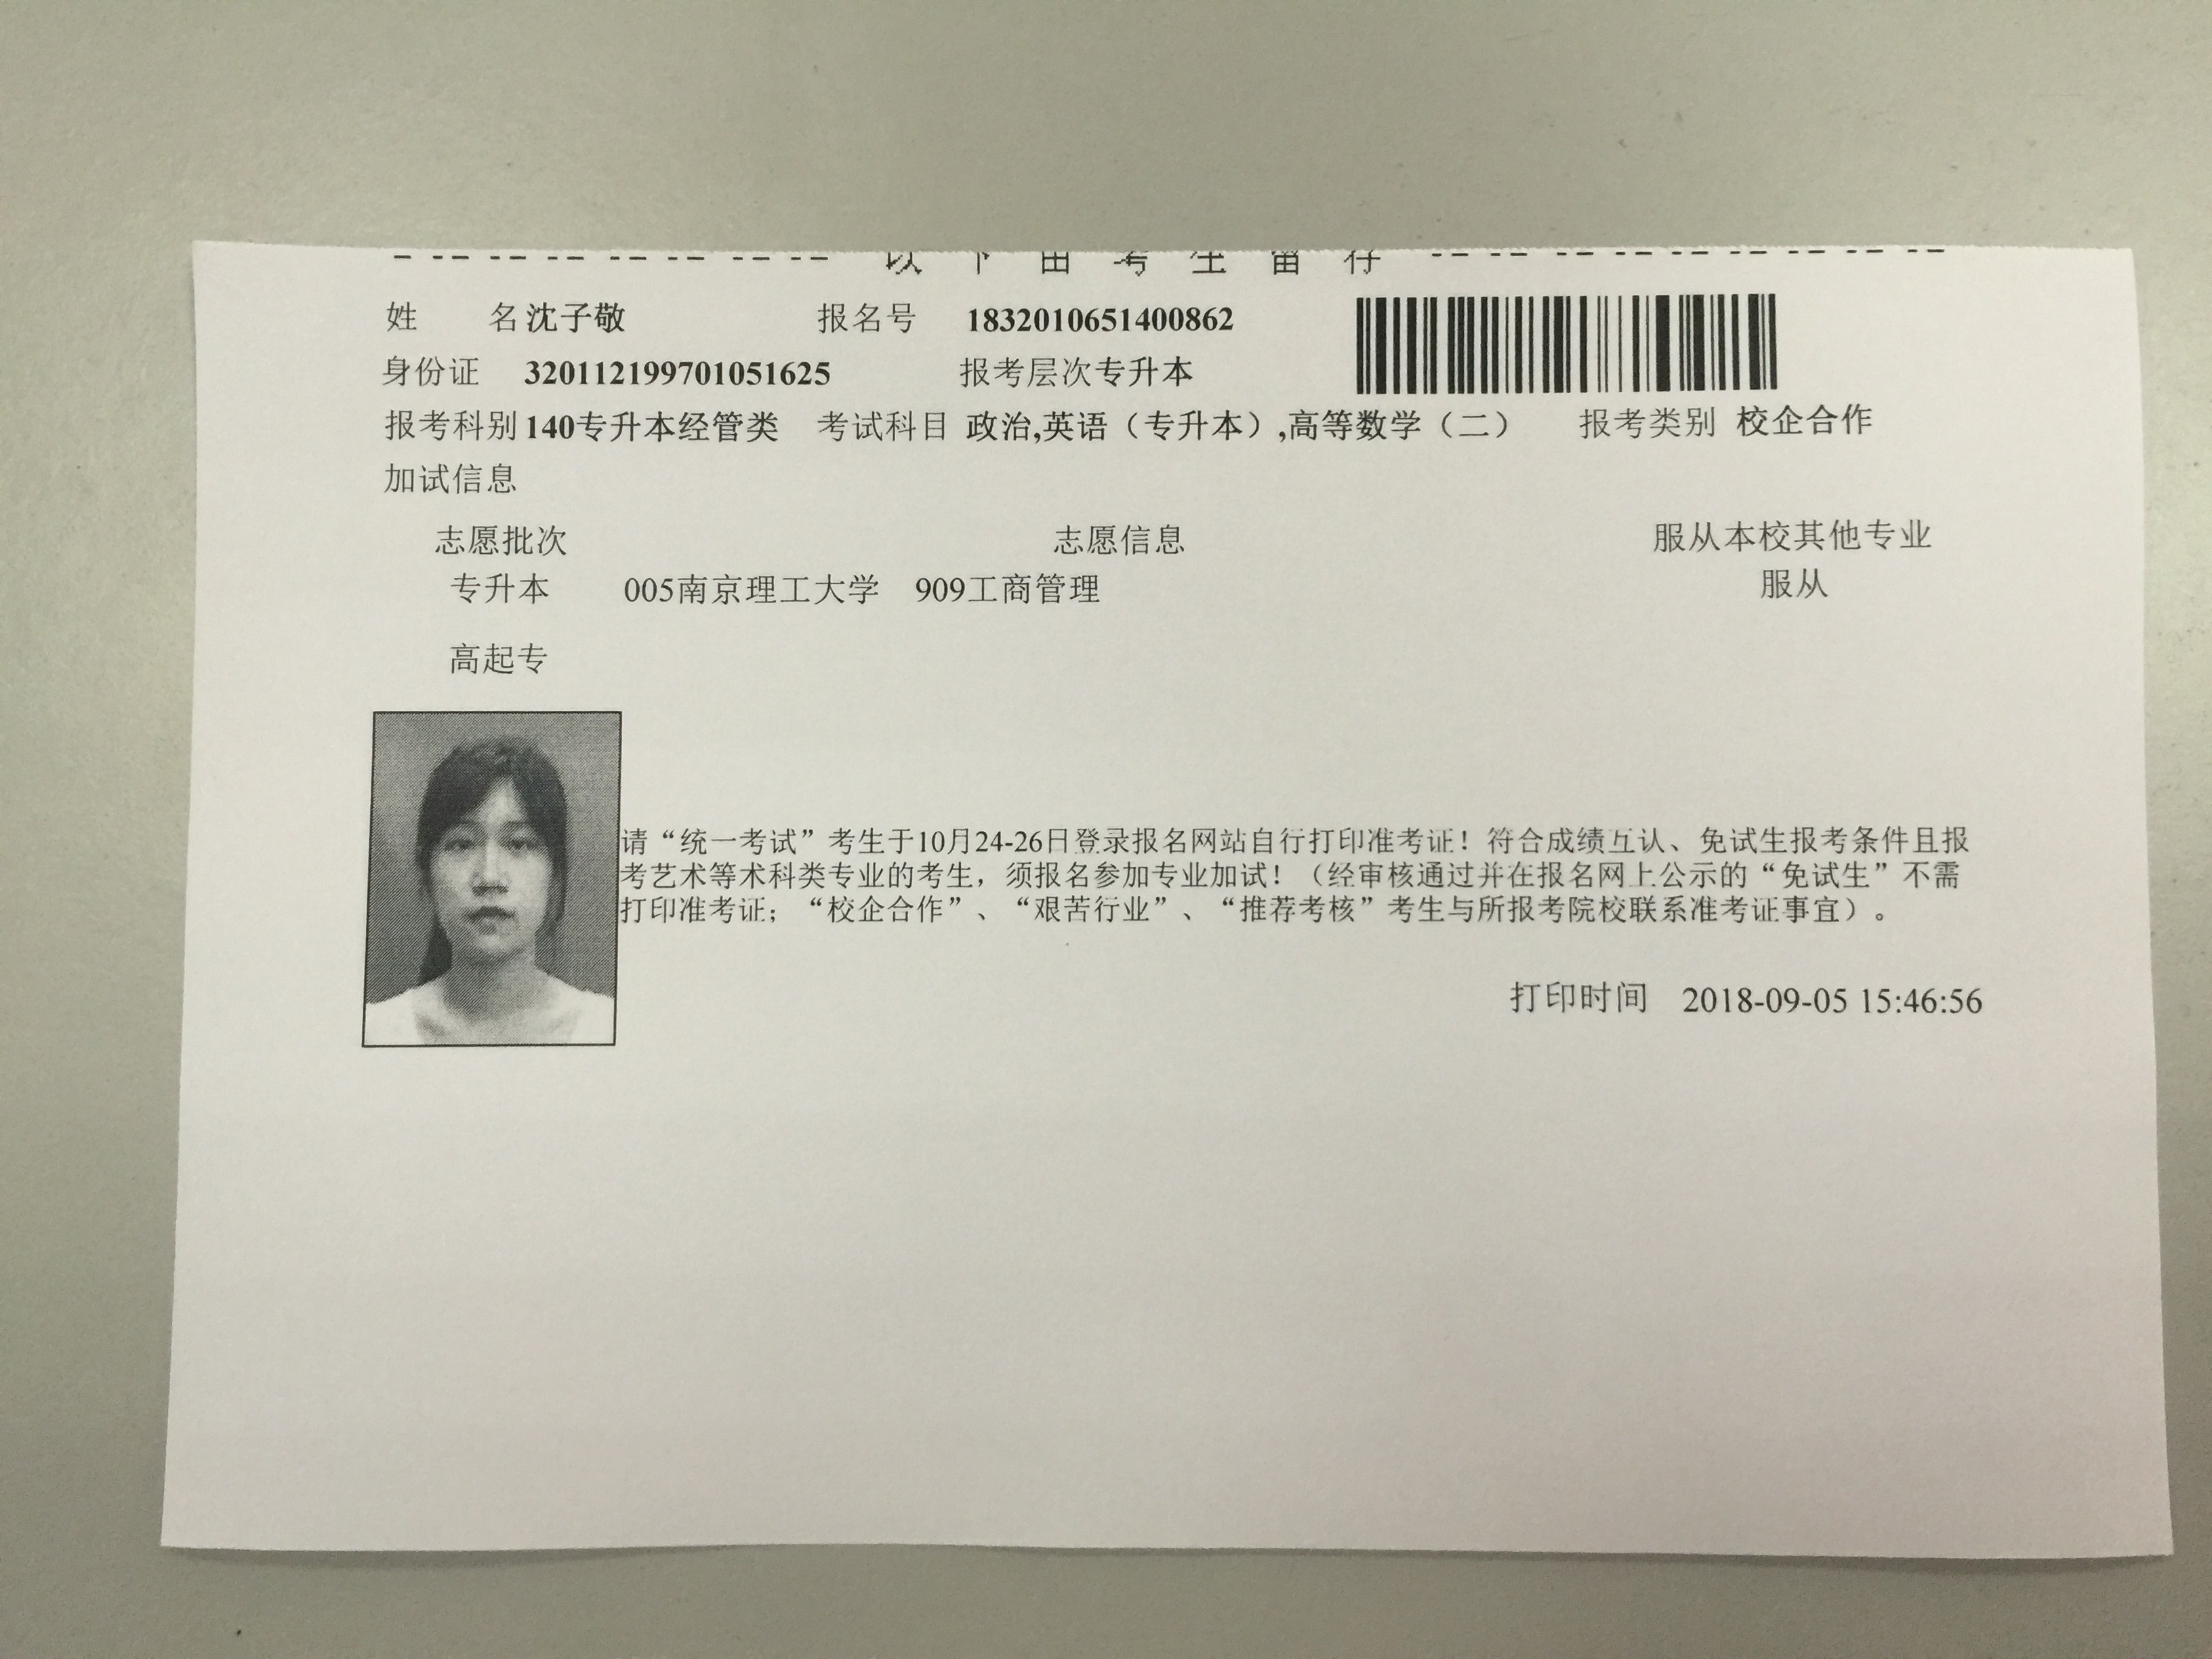 以下由考生留存
姓 名 沈子敬 报名号 1832010651400862
身份证 320112199701051625 报考层次 专升本
报考科别 140专升本经管类 考试科目 政治,英语（专升本）,高等数学（二） 报考类别 校企合作
加试信息
志愿批次 志愿信息 服从本校其他专业
专升本 005南京理工大学 909工商管理 服从
高起专
请“统一考试”考生于10月24-26日登录报名网站自行打印准考证！符合成绩互认、免试生报考条件且报
考艺术等术科类专业的考生，须报名参加专业加试！（经审核通过并在报名网上公示的“免试生”不需
打印准考证；“校企合作”、“艰苦行业”、“推荐考核”考生与所报考院校联系准考证事宜）。
打印时间 2018-09-05 15:46:56